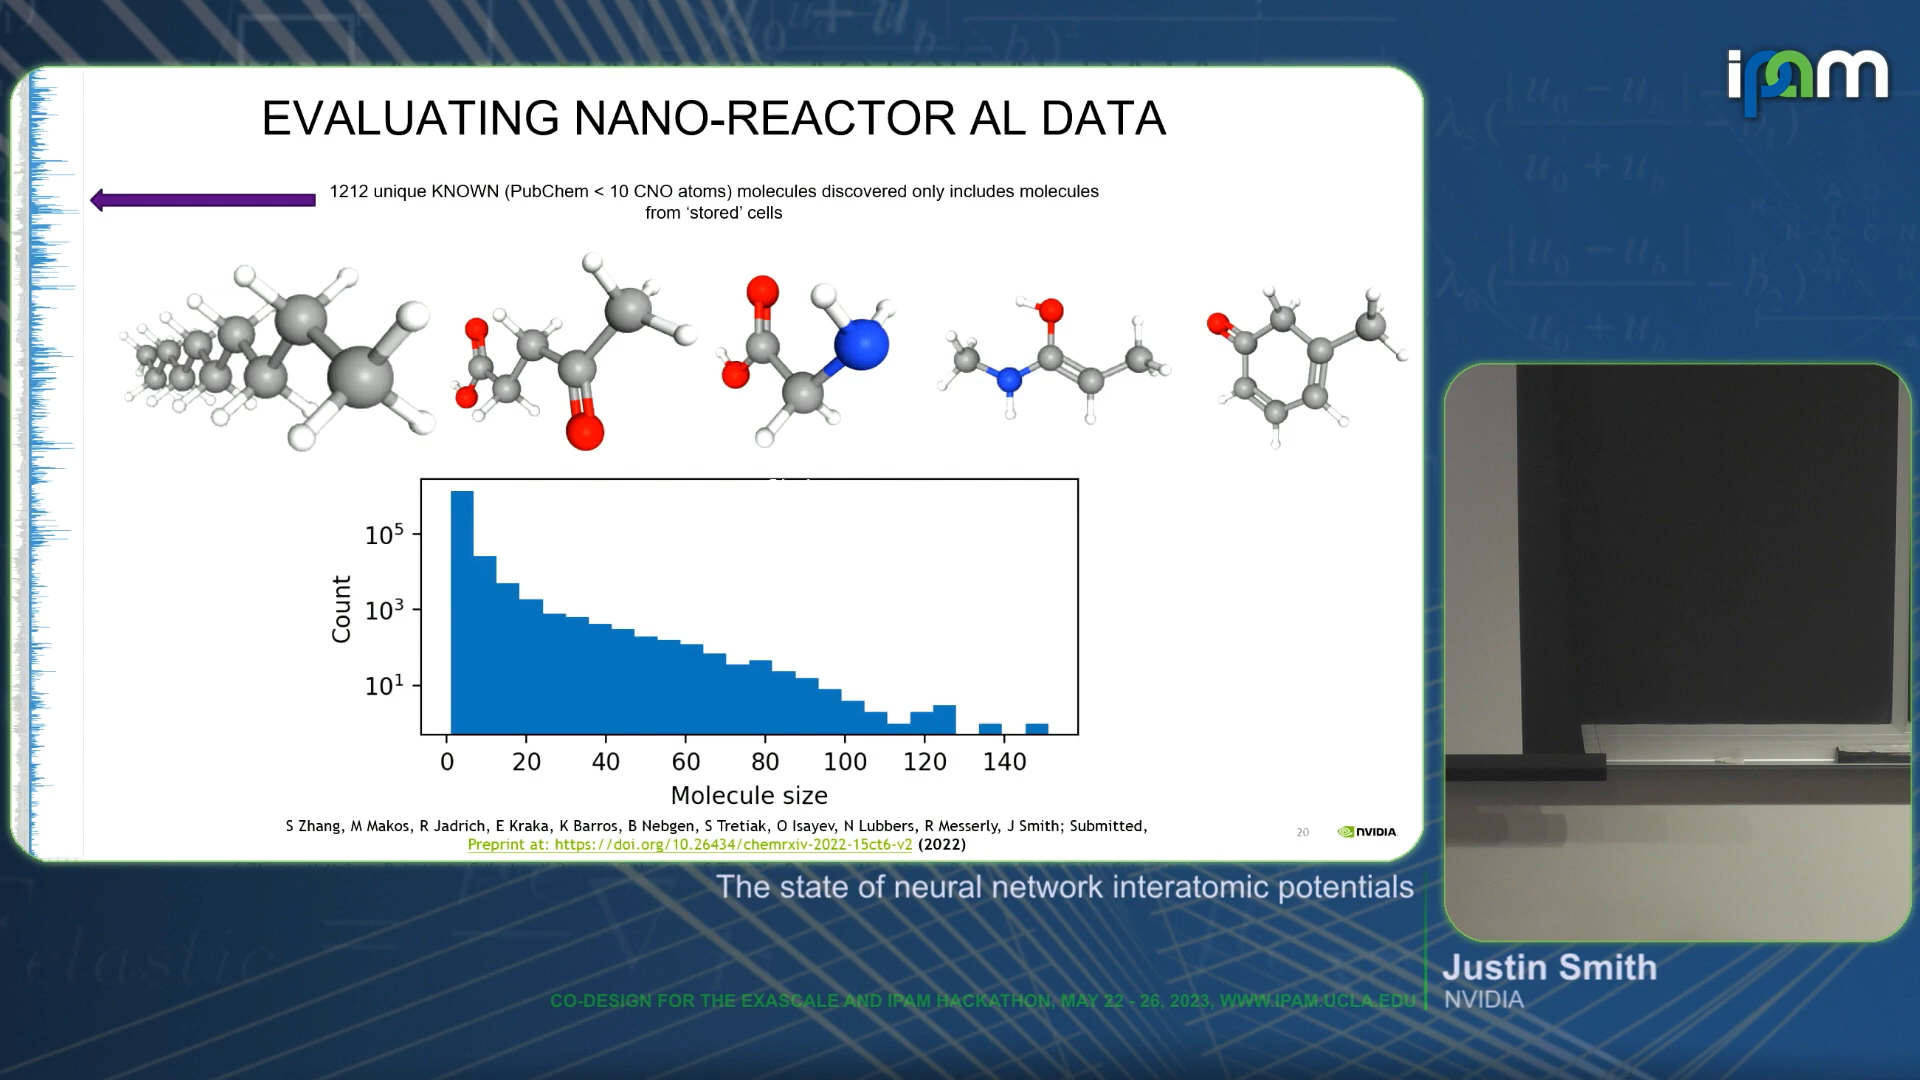 ipam
EVALUATING NANO-REACTOR AL DATA
1212 unique KNOWN (PubChem < 10 CNO atoms) molecules discovered only includes molecules
from ‘stored’ cells
10⁵
10³
10¹
Count
0 20 40 60 80 100 120 140
Molecule size
S Zhang, M Makos, R Jadrich, E Kraka, K Barros, B Nebgen, S Tretiak, O Isayev, N Lubbers, R Messerly, J Smith; Submitted,
Preprint at: https://doi.org/10.26434/chemrxiv-2022-15ct6-v2 (2022)
20
NVIDIA.
The state of neural network interatomic potentials
Justin Smith
NVIDIA
CO-DESIGN FOR THE EXASCALE AND IPAM HACKATHON, MAY 22 - 26, 2023, WWW.IPAM.UCLA.EDU
elastic